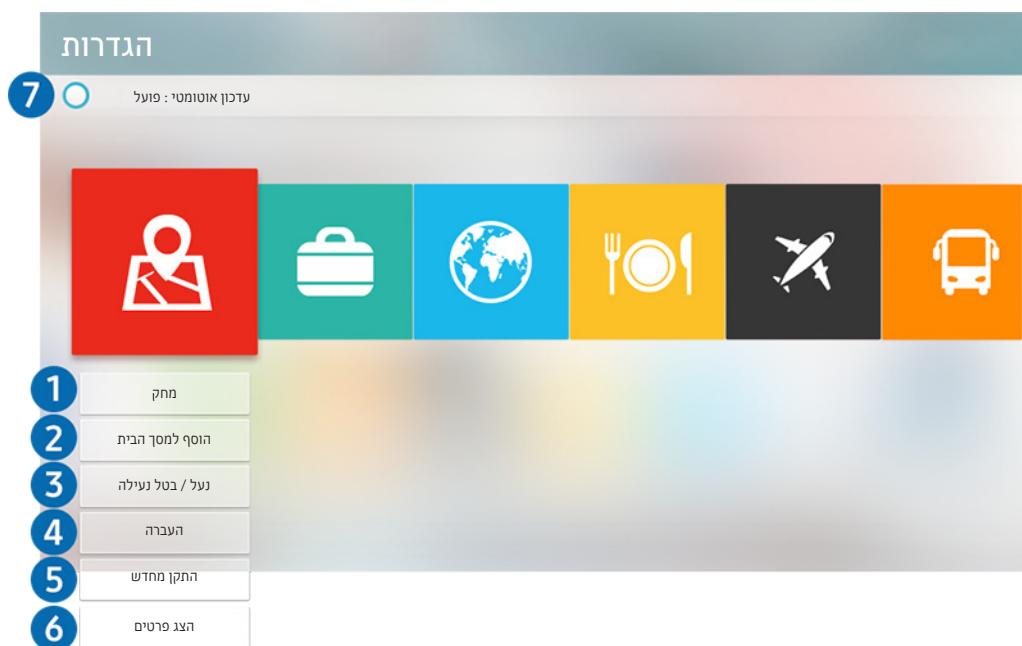 הגדרות
7 עדכון אוטומטי : פועל
1 מחק
2 הוסף למסך הבית
3 נעל / בטל נעילה
4 העברה
5 התקן מחדש
6 הצג פרטים